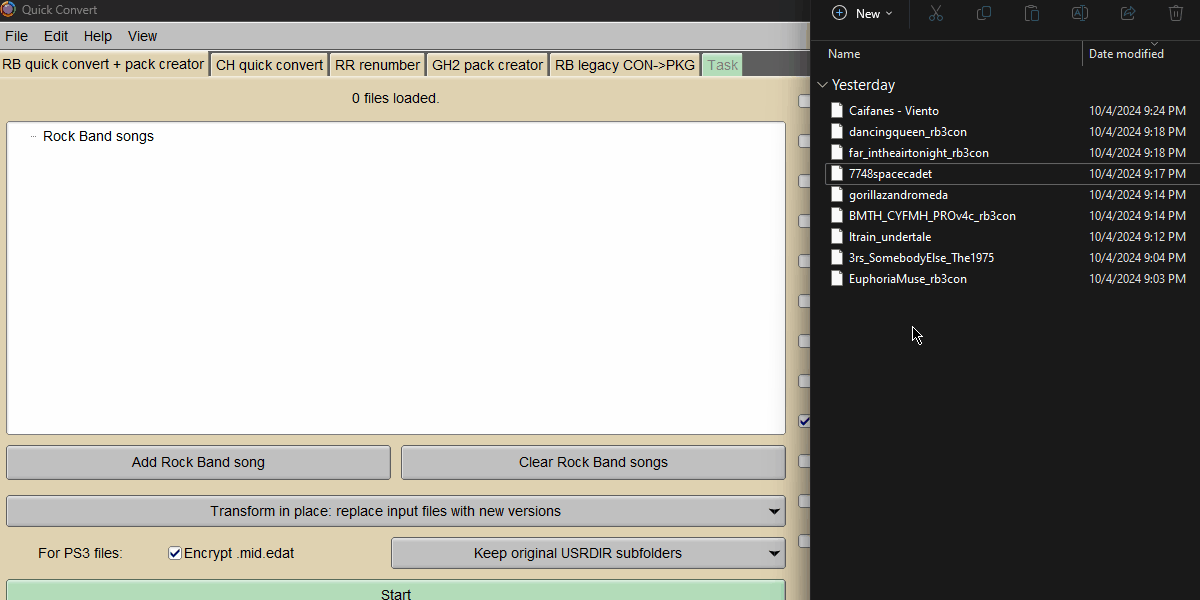 Quick Convert
File Edit Help View
RB quick convert + pack creator CH quick convert RR renumber GH2 pack creator RB legacy CON->PKG Task
0 files loaded.
Rock Band songs
Add Rock Band song Clear Rock Band songs
Transform in place: replace input files with new versions
For PS3 files: Encrypt .mid.edat Keep original USRDIR subfolders
Start
New
Name Date modified
Yesterday
Caifanes - Viento 10/4/2024 9:24 PM
dancingqueen_rb3con 10/4/2024 9:18 PM
far_intheairtonight_rb3con 10/4/2024 9:18 PM
7748spacecadet 10/4/2024 9:17 PM
gorillazandromeda 10/4/2024 9:14 PM
BMTH_CYFMH_PROv4c_rb3con 10/4/2024 9:14 PM
ltrain_undertale 10/4/2024 9:12 PM
3rs_SomebodyElse_The1975 10/4/2024 9:04 PM
EuphoriaMuse_rb3con 10/4/2024 9:03 PM